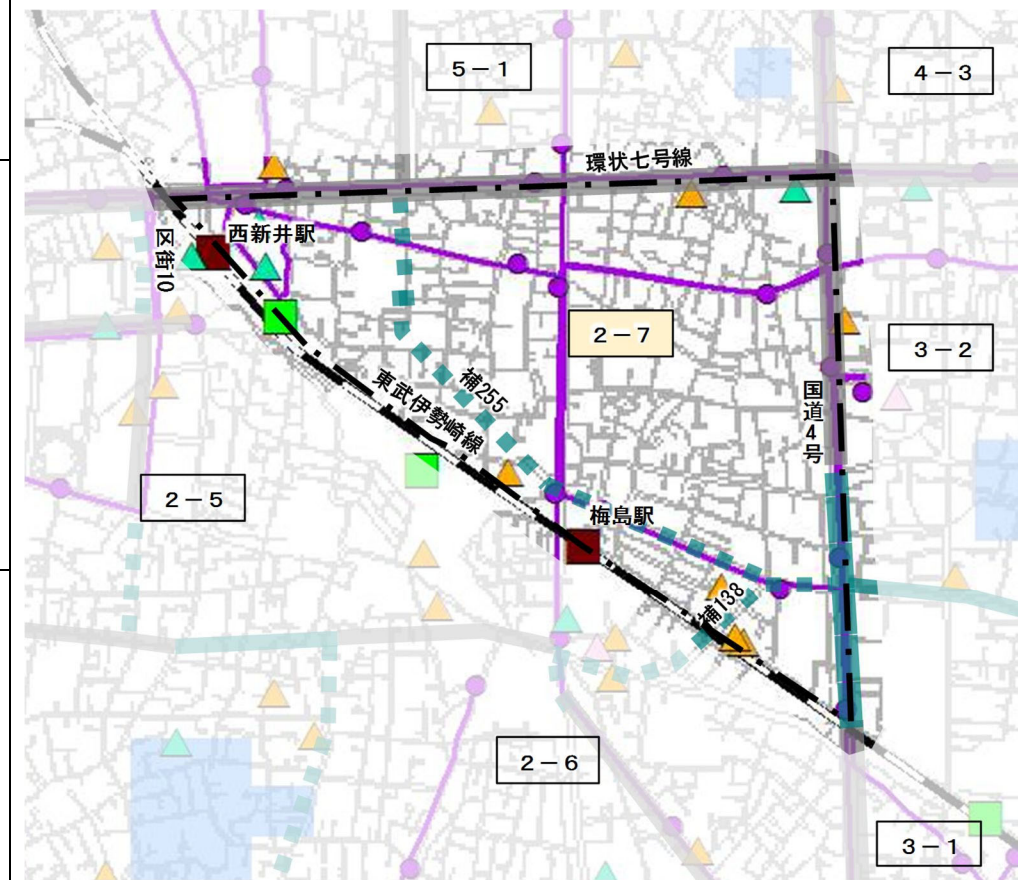 5－1
4－3
環状七号線
西新井駅
区街10
2－7
3－2
補255
東武伊勢崎線
国道4号
2－5
梅島駅
補138
2－6
3－1